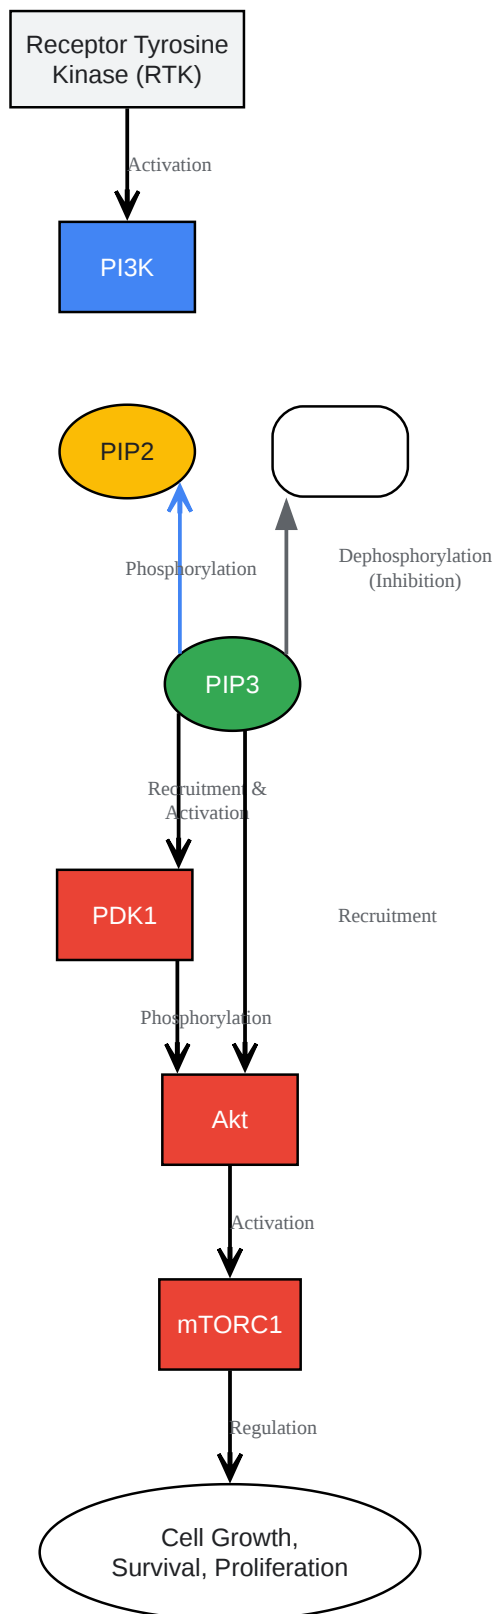 Receptor Tyrosine
Kinase (RTK)
Activation
PI3K
PIP2
Phosphorylation
Dephosphorylation
(Inhibition)
PIP3
Recruitment &
Activation
PDK1
Recruitment
Phosphorylation
Akt
Activation
mTORC1
Regulation
Cell Growth,
Survival, Proliferation